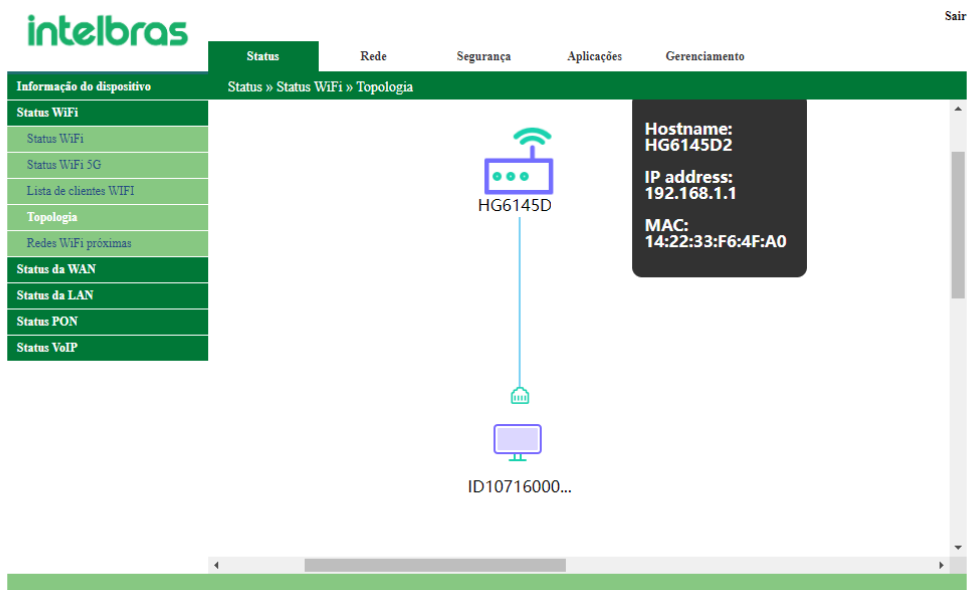 intelbras
Sair
Status Rede Segurança Aplicações Gerenciamento
Informação do dispositivo
Status » Status WiFi » Topologia
Status WiFi
Status WiFi
Status WiFi 5G
Lista de clientes WIFI
Topologia
Redes WiFi próximas
Status da WAN
Status da LAN
Status PON
Status VoIP
HG6145D
Hostname:
HG6145D2
IP address:
192.168.1.1
MAC:
14:22:33:F6:4F:A0
ID10716000...